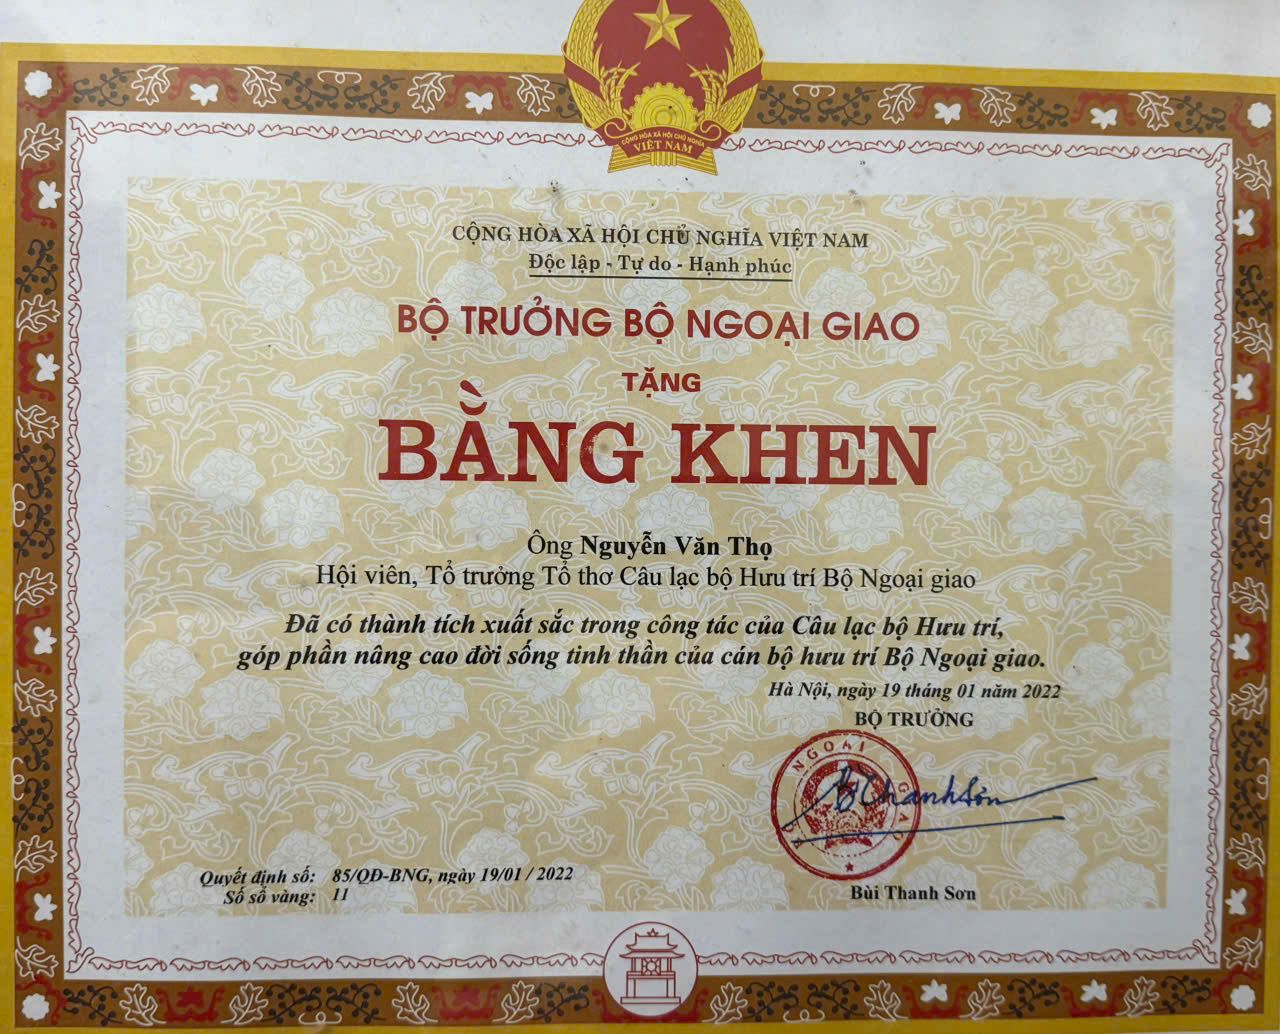 CỘNG HÒA XÃ HỘI CHỦ NGHĨA
VIỆT NAM
CỘNG HÒA XÃ HỘI CHỦ NGHĨA VIỆT NAM
Độc lập - Tự do - Hạnh phúc
BỘ TRƯỞNG BỘ NGOẠI GIAO
TẶNG
BẰNG KHEN
Ông Nguyễn Văn Thọ
Hội viên, Tổ trưởng Tổ thơ Câu lạc bộ Hưu trí Bộ Ngoại giao
Đã có thành tích xuất sắc trong công tác của Câu lạc bộ Hưu trí,
góp phần nâng cao đời sống tinh thần của cán bộ hưu trí Bộ Ngoại giao.
Hà Nội, ngày 19 tháng 01 năm 2022
BỘ TRƯỞNG
BỘ NGOẠI GIAO
ThanhSơn
Quyết định số: 85/QĐ-BNG, ngày 19/01 / 2022
Số sổ vàng: 11
Bùi Thanh Sơn